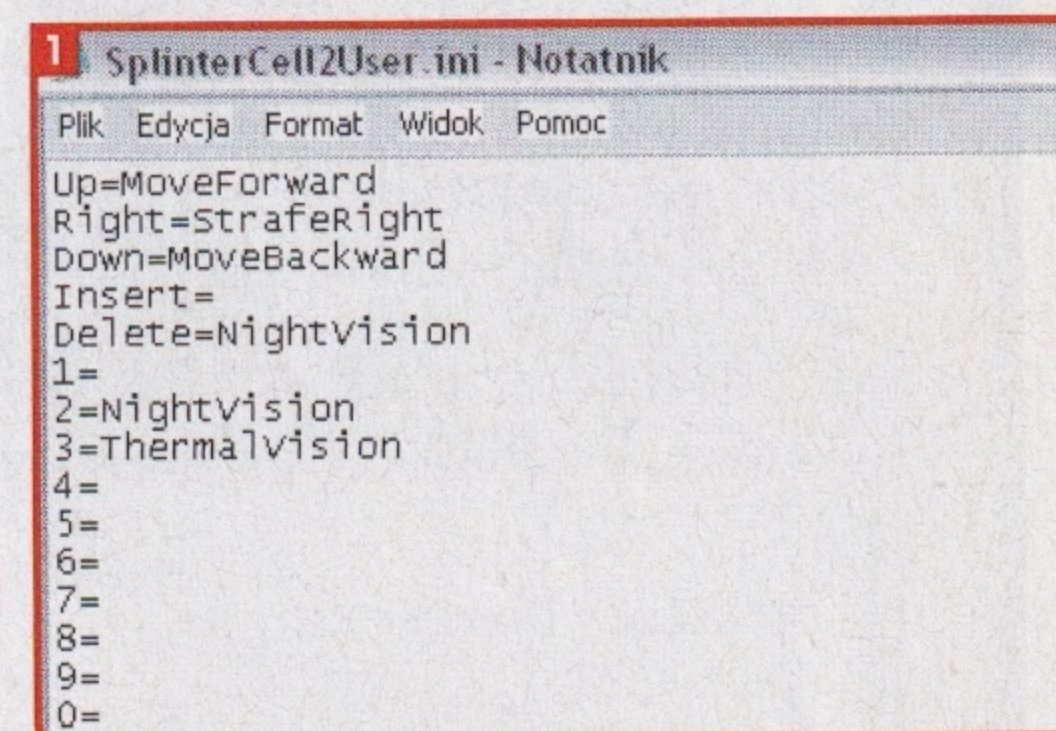 1
SplinterCell2User.ini - Notatnik
Plik Edycja Format Widok Pomoc
Up=MoveForward
Right=StrafeRight
Down=MoveBackward
Insert=
Delete=NightVision
1=
2=NightVision
3=ThermalVision
4=
5=
6=
7=
8=
9=
0=